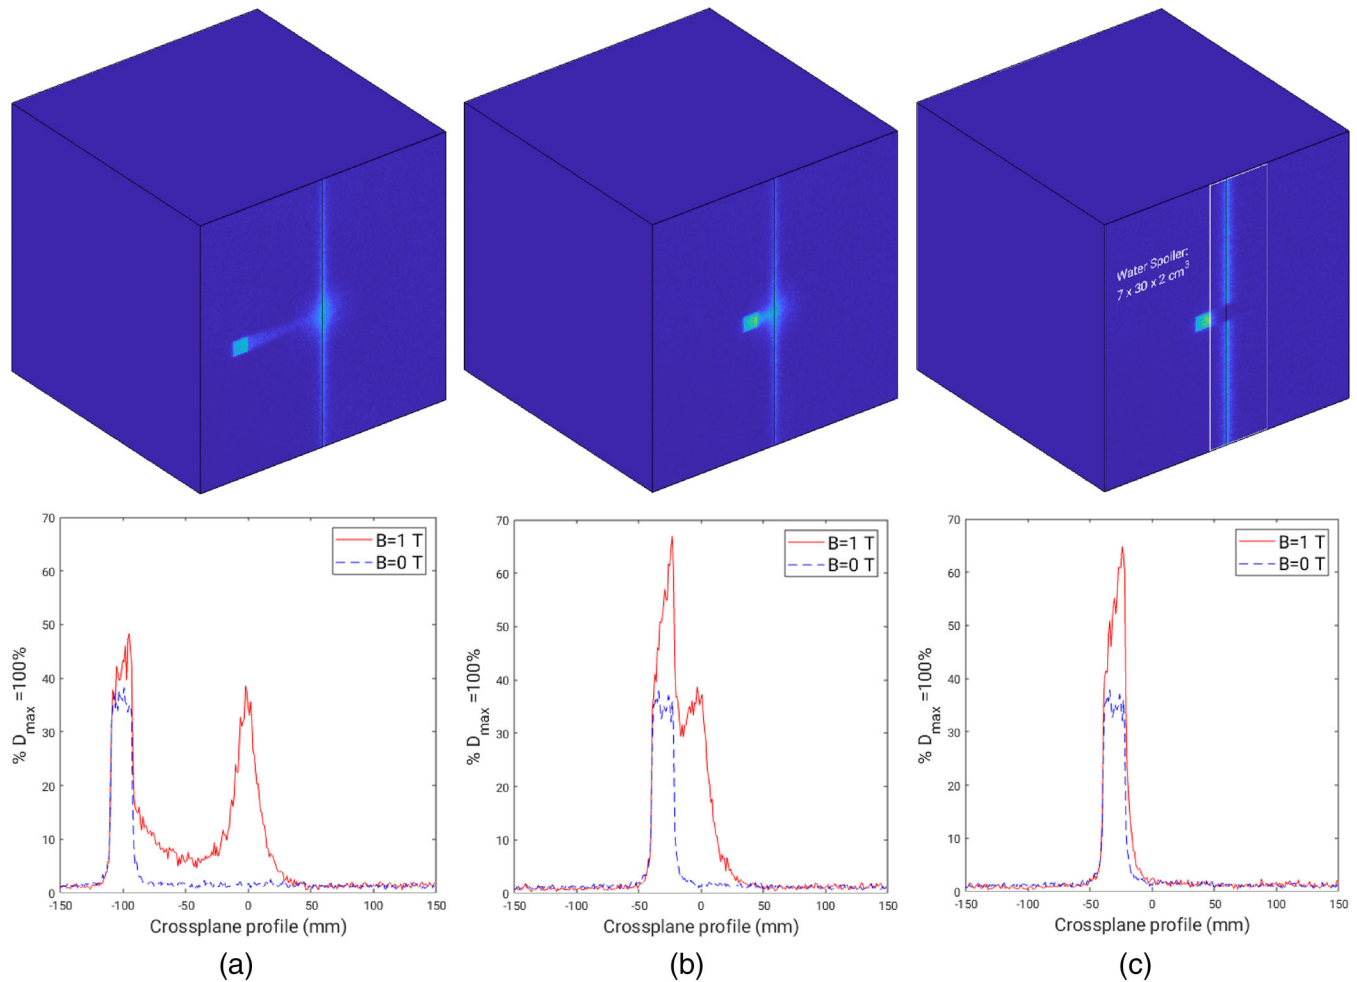 Water Spoiler:
7 x 30 x 2 cm³
70
60
50
40
30
20
10
0
% D_max =100%
B=1 T
B=0 T
-150
-100
-50
0
50
100
150
Crossplane profile (mm)
(a)
70
60
50
40
30
20
10
0
% D_max =100%
B=1 T
B=0 T
-150
-100
-50
0
50
100
150
Crossplane profile (mm)
(b)
70
60
50
40
30
20
10
0
% D_max =100%
B=1 T
B=0 T
-150
-100
-50
0
50
100
150
Crossplane profile (mm)
(c)